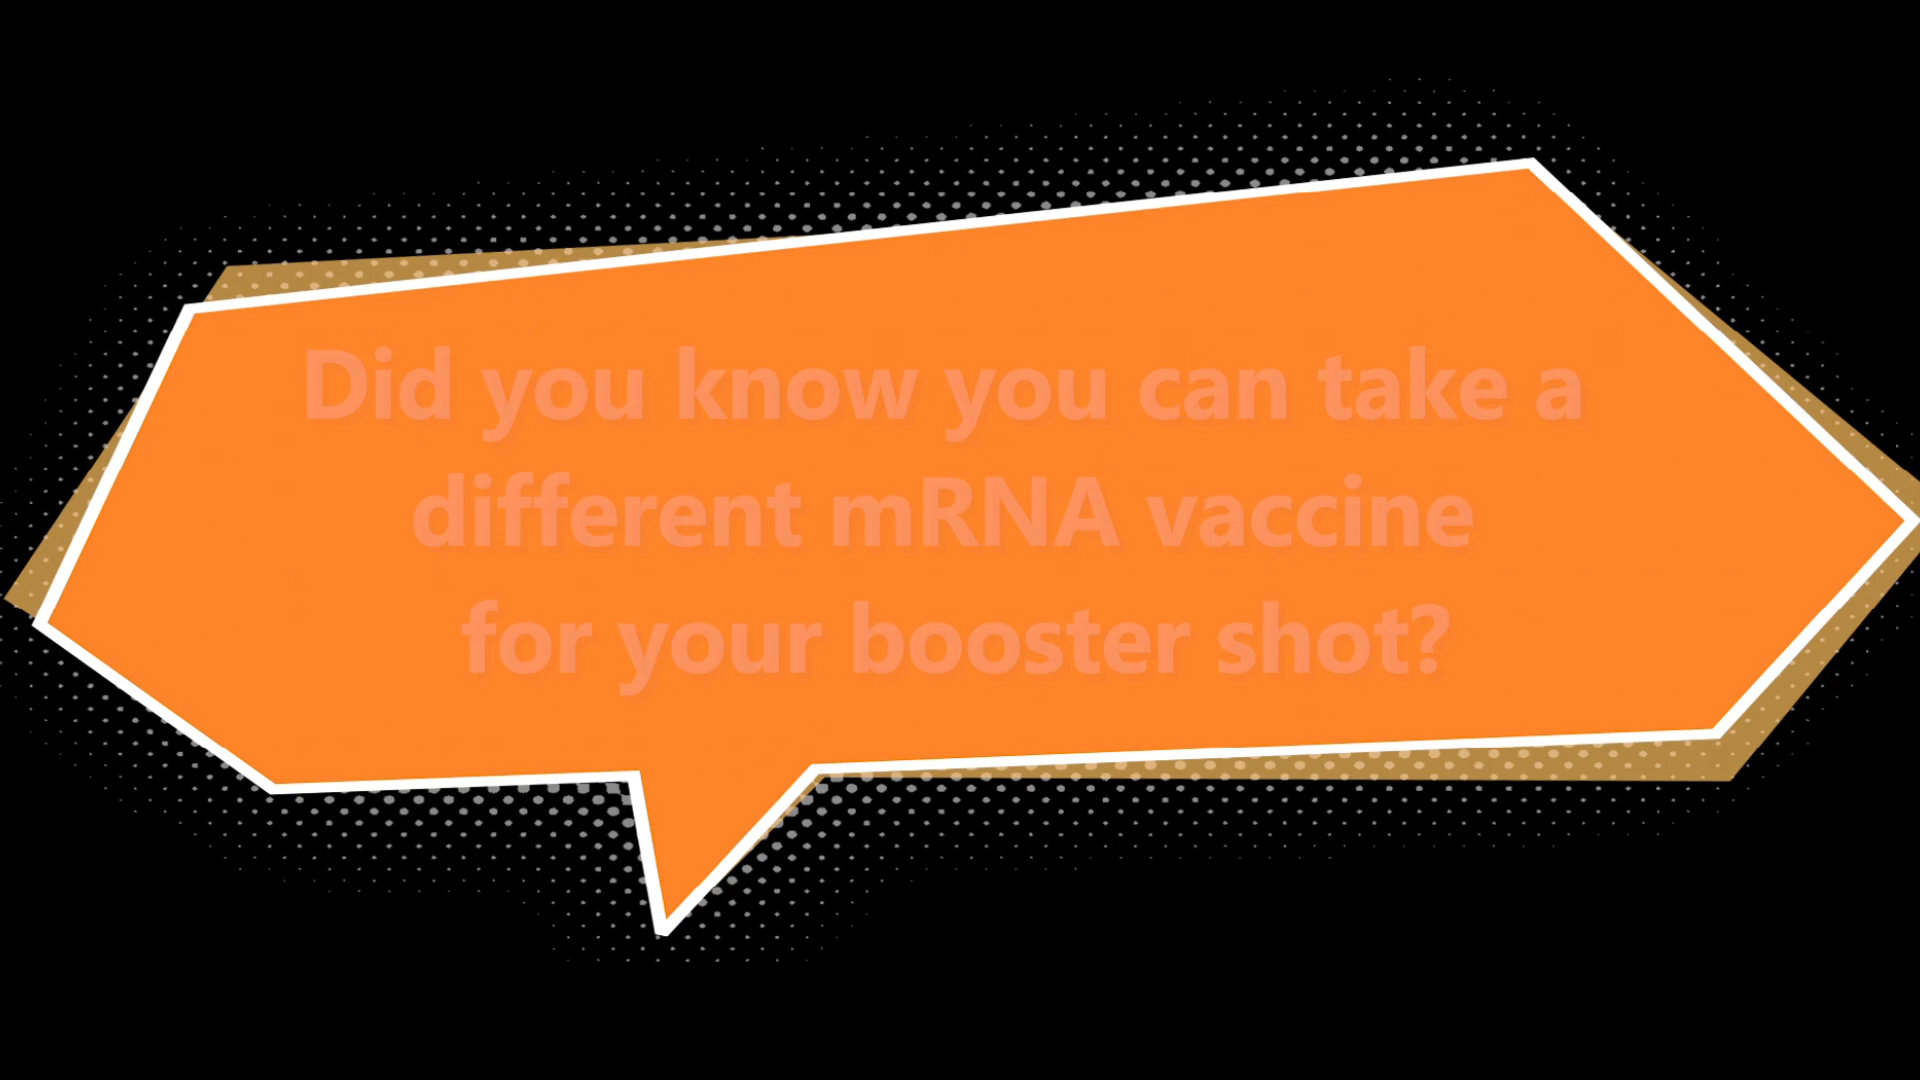 Did you know you can take a
different mRNA vaccine
for your booster shot?